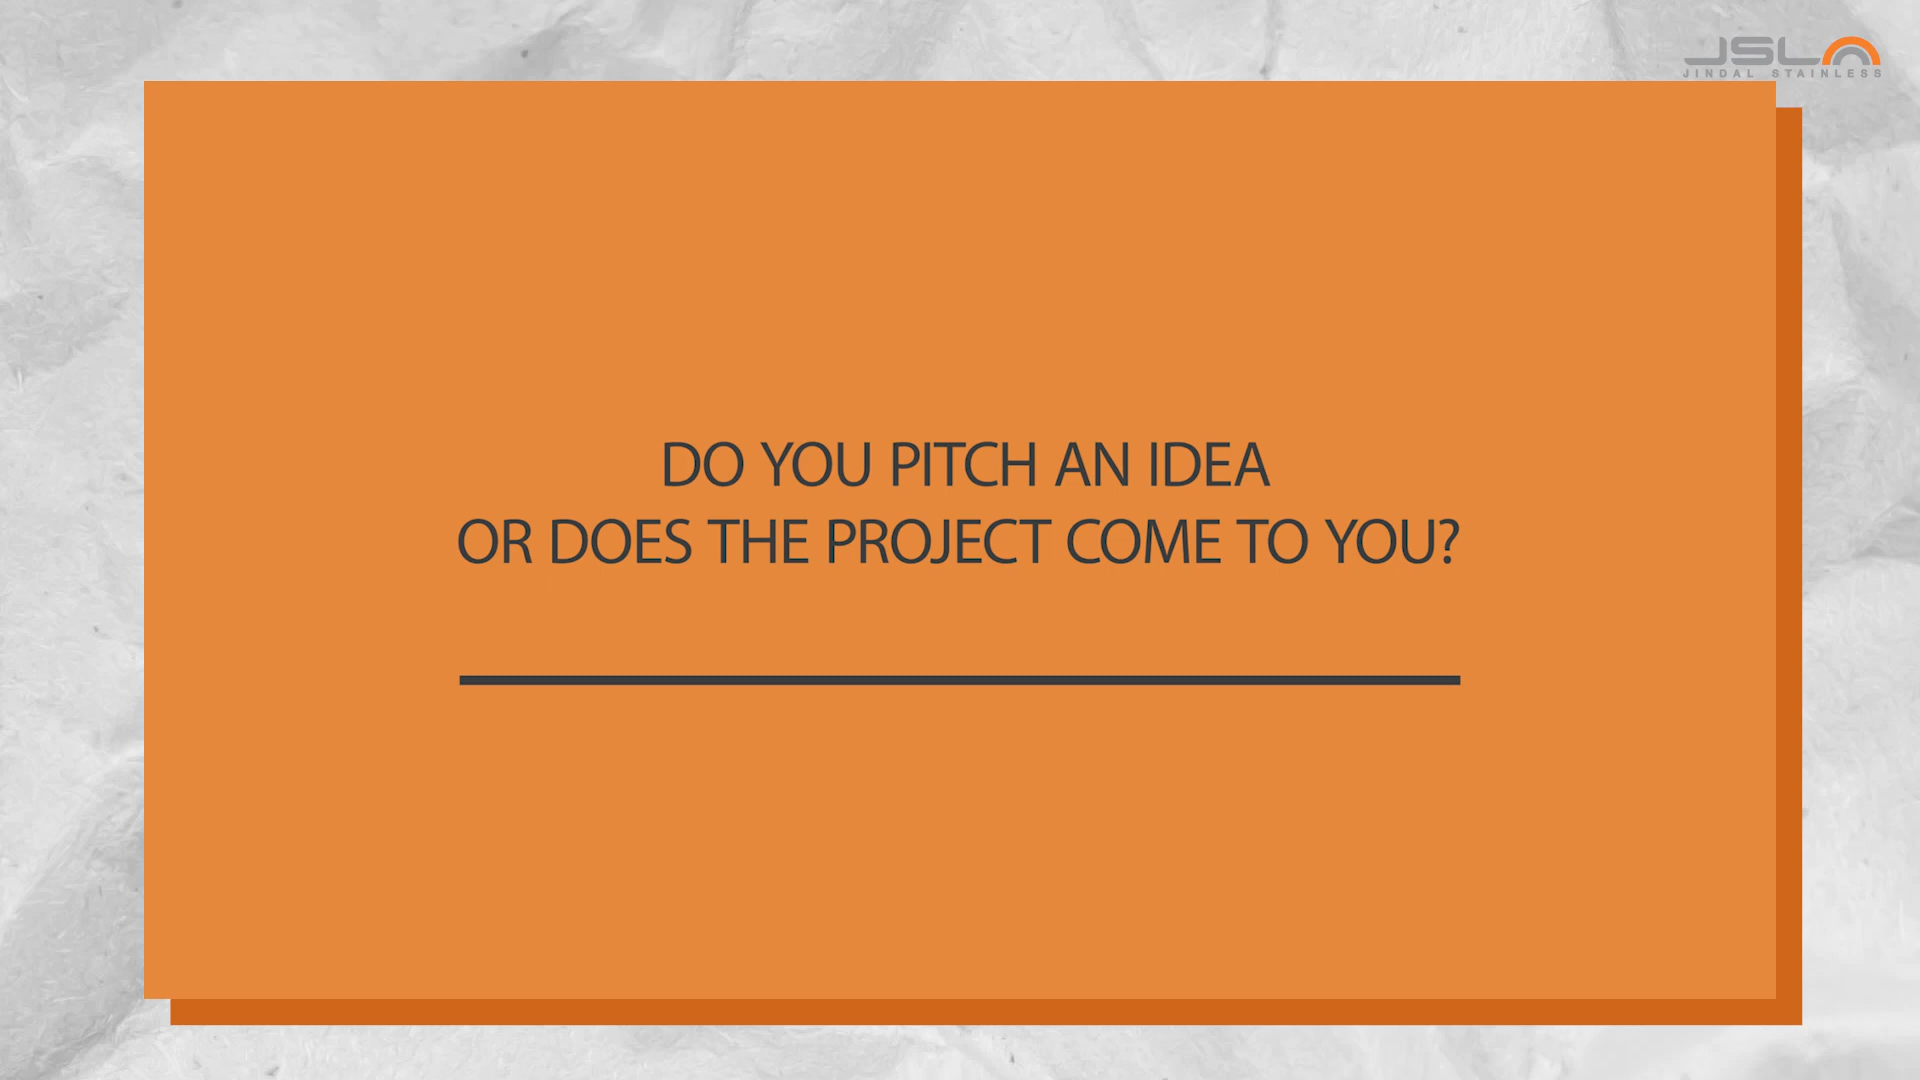 JSL
JINDAL STAINLESS
DO YOU PITCH AN IDEA
OR DOES THE PROJECT COME TO YOU?